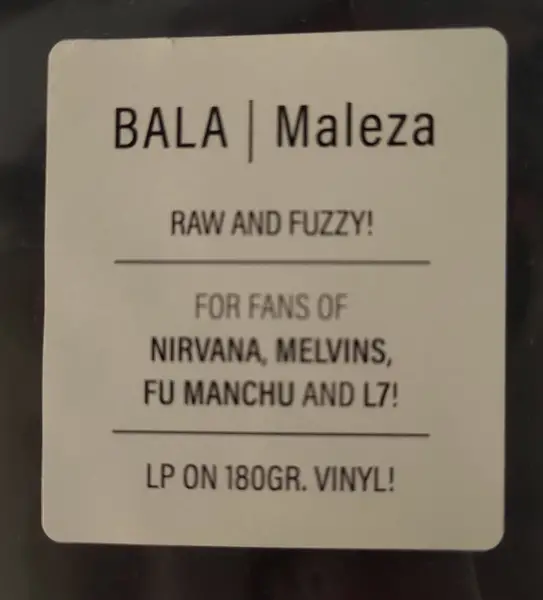 BALA | Maleza
RAW AND FUZZY!
FOR FANS OF
NIRVANA, MELVINS,
FU MANCHU AND L7!
LP ON 180GR. VINYL!